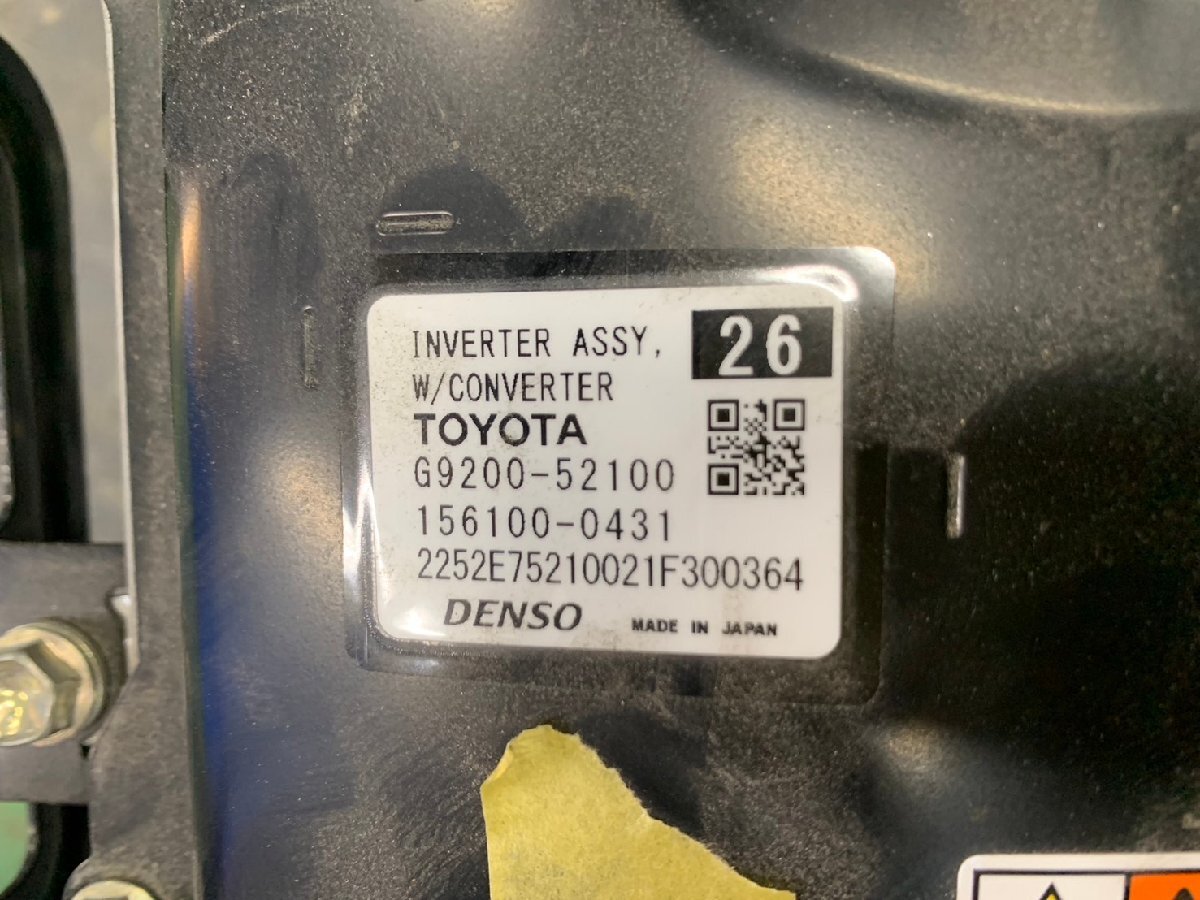 INVERTER ASSY, 26
W/CONVERTER
TOYOTA
G9200-52100
156100-0431
2252E75210021F300364
DENSO MADE IN JAPAN